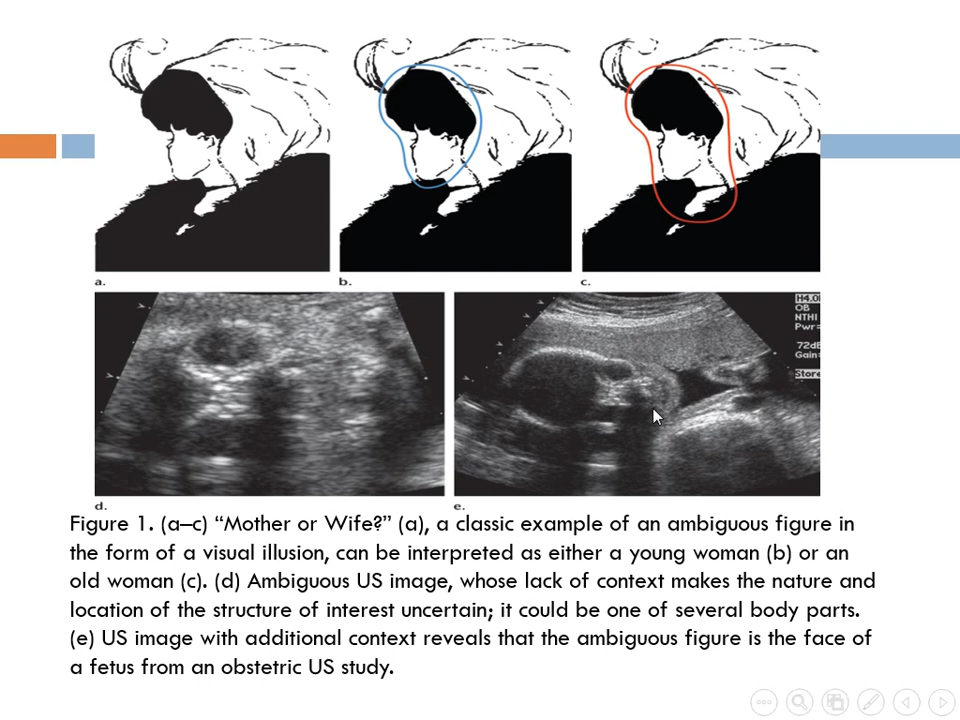 a.
b.
c.
H4.0
OB
NTHI
Pwr=
72dB
Gain=
Store
d.
e.
Figure 1. (a–c) “Mother or Wife?” (a), a classic example of an ambiguous figure in
the form of a visual illusion, can be interpreted as either a young woman (b) or an
old woman (c). (d) Ambiguous US image, whose lack of context makes the nature and
location of the structure of interest uncertain; it could be one of several body parts.
(e) US image with additional context reveals that the ambiguous figure is the face of
a fetus from an obstetric US study.